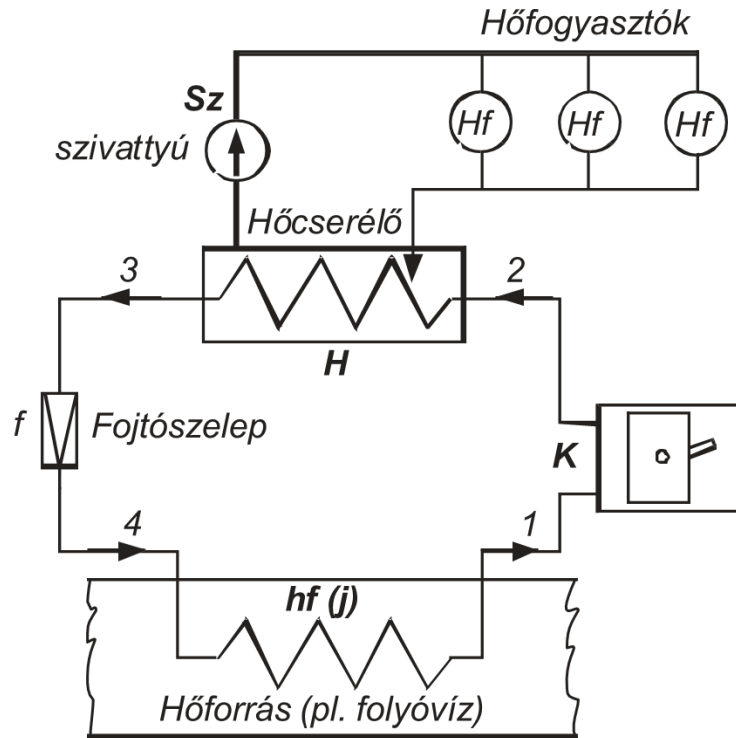 Hőfogyasztók
Sz
szivattyú
Hf
Hf
Hf
Hőcserélő
3
2
H
f
Fojtószelep
K
4
1
hf (j)
Hőforrás (pl. folyóvíz)